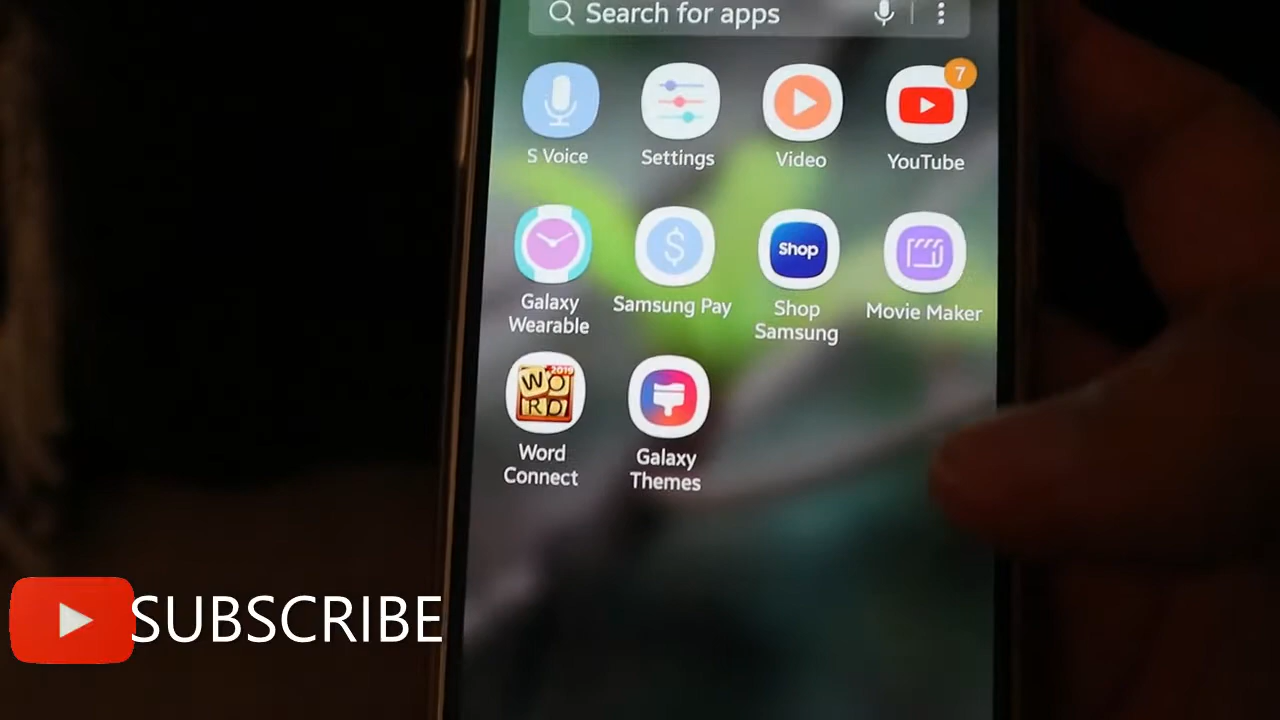 Search for apps
7
S Voice
Settings
Video
YouTube
Shop
Galaxy
Wearable
Samsung Pay
Shop
Samsung
Movie Maker
2019
WORD
Word
Connect
Galaxy
Themes
SUBSCRIBE